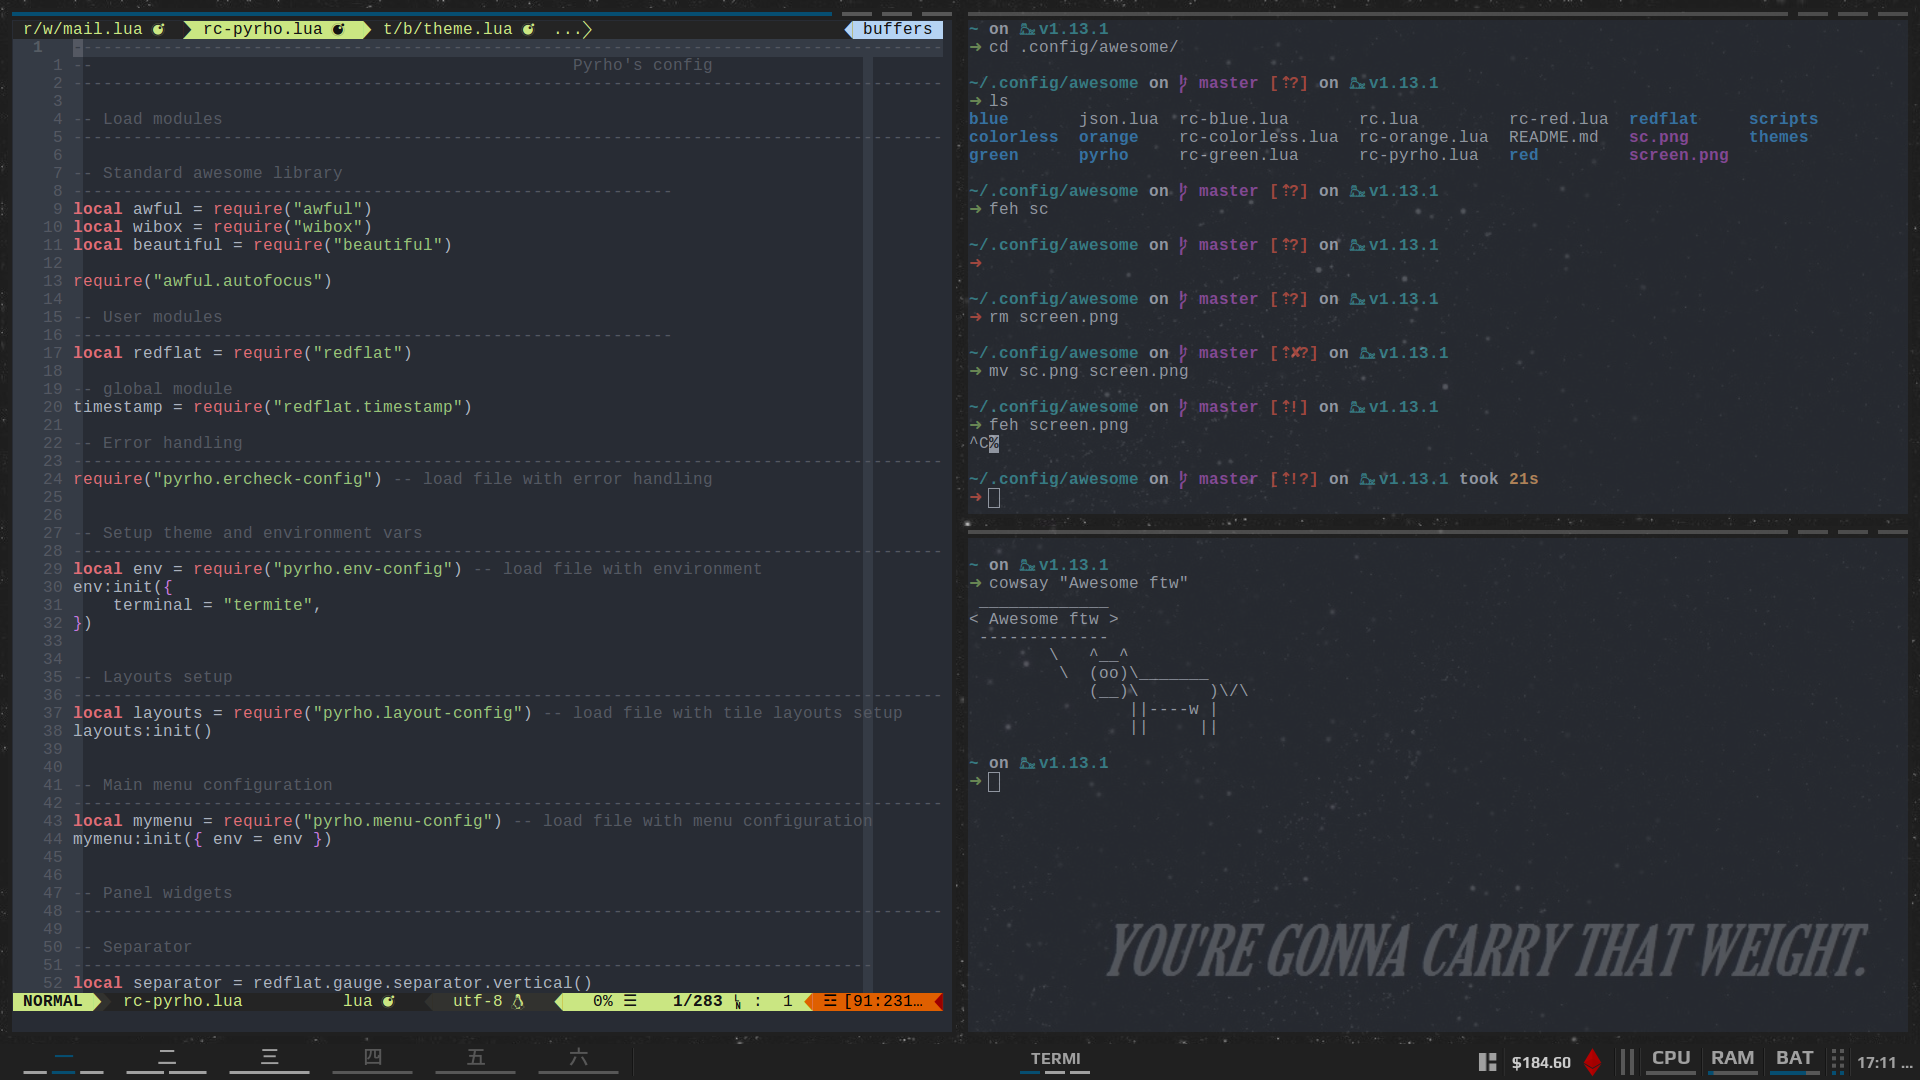 r/w/mail.lua rc-pyrho.lua t/b/theme.lua ... buffers
1 --------------------------------------------------------------------------------------
1 -- Pyrho's config
2 --------------------------------------------------------------------------------------
3
4 -- Load modules
5 --------------------------------------------------------------------------------------
6
7 -- Standard awesome library
8 ------------------------------------------------------------
9 local awful = require("awful")
10 local wibox = require("wibox")
11 local beautiful = require("beautiful")
12
13 require("awful.autofocus")
14
15 -- User modules
16 ------------------------------------------------------------
17 local redflat = require("redflat")
18
19 -- global module
20 timestamp = require("redflat.timestamp")
21
22 -- Error handling
23 --------------------------------------------------------------------------------------
24 require("pyrho.ercheck-config") -- load file with error handling
25
26
27 -- Setup theme and environment vars
28 --------------------------------------------------------------------------------------
29 local env = require("pyrho.env-config") -- load file with environment
30 env:init({
31     terminal = "termite",
32 })
33
34
35 -- Layouts setup
36 --------------------------------------------------------------------------------------
37 local layouts = require("pyrho.layout-config") -- load file with tile layouts setup
38 layouts:init()
39
40
41 -- Main menu configuration
42 --------------------------------------------------------------------------------------
43 local mymenu = require("pyrho.menu-config") -- load file with menu configuration
44 mymenu:init({ env = env })
45
46
47 -- Panel widgets
48 --------------------------------------------------------------------------------------
49
50 -- Separator
51 --------------------------------------------------------------------------------
52 local separator = redflat.gauge.separator.vertical()
NORMAL rc-pyrho.lua lua utf-8 0% ☰ 1/283 : 1 ☲ [91:231…
~ on v1.13.1
➜ cd .config/awesome/
~/.config/awesome on master [⇡?] on v1.13.1
➜ ls
blue json.lua rc-blue.lua rc.lua rc-red.lua redflat scripts
colorless orange rc-colorless.lua rc-orange.lua README.md sc.png themes
green pyrho rc-green.lua rc-pyrho.lua red screen.png
~/.config/awesome on master [⇡?] on v1.13.1
➜ feh sc
~/.config/awesome on master [⇡?] on v1.13.1
➜
~/.config/awesome on master [⇡?] on v1.13.1
➜ rm screen.png
~/.config/awesome on master [⇡✘?] on v1.13.1
➜ mv sc.png screen.png
~/.config/awesome on master [⇡!] on v1.13.1
➜ feh screen.png
^C%
~/.config/awesome on master [⇡!?] on v1.13.1 took 21s
➜
~ on v1.13.1
➜ cowsay "Awesome ftw"
 _____________
< Awesome ftw >
 -------------
        \   ^__^
         \  (oo)\_______
            (__)\       )\/\
                ||----w |
                ||     ||
~ on v1.13.1
➜
YOU'RE GONNA CARRY THAT WEIGHT.
一 二 三 四 五 六 TERMI $184.60 CPU RAM BAT 17:11 ...